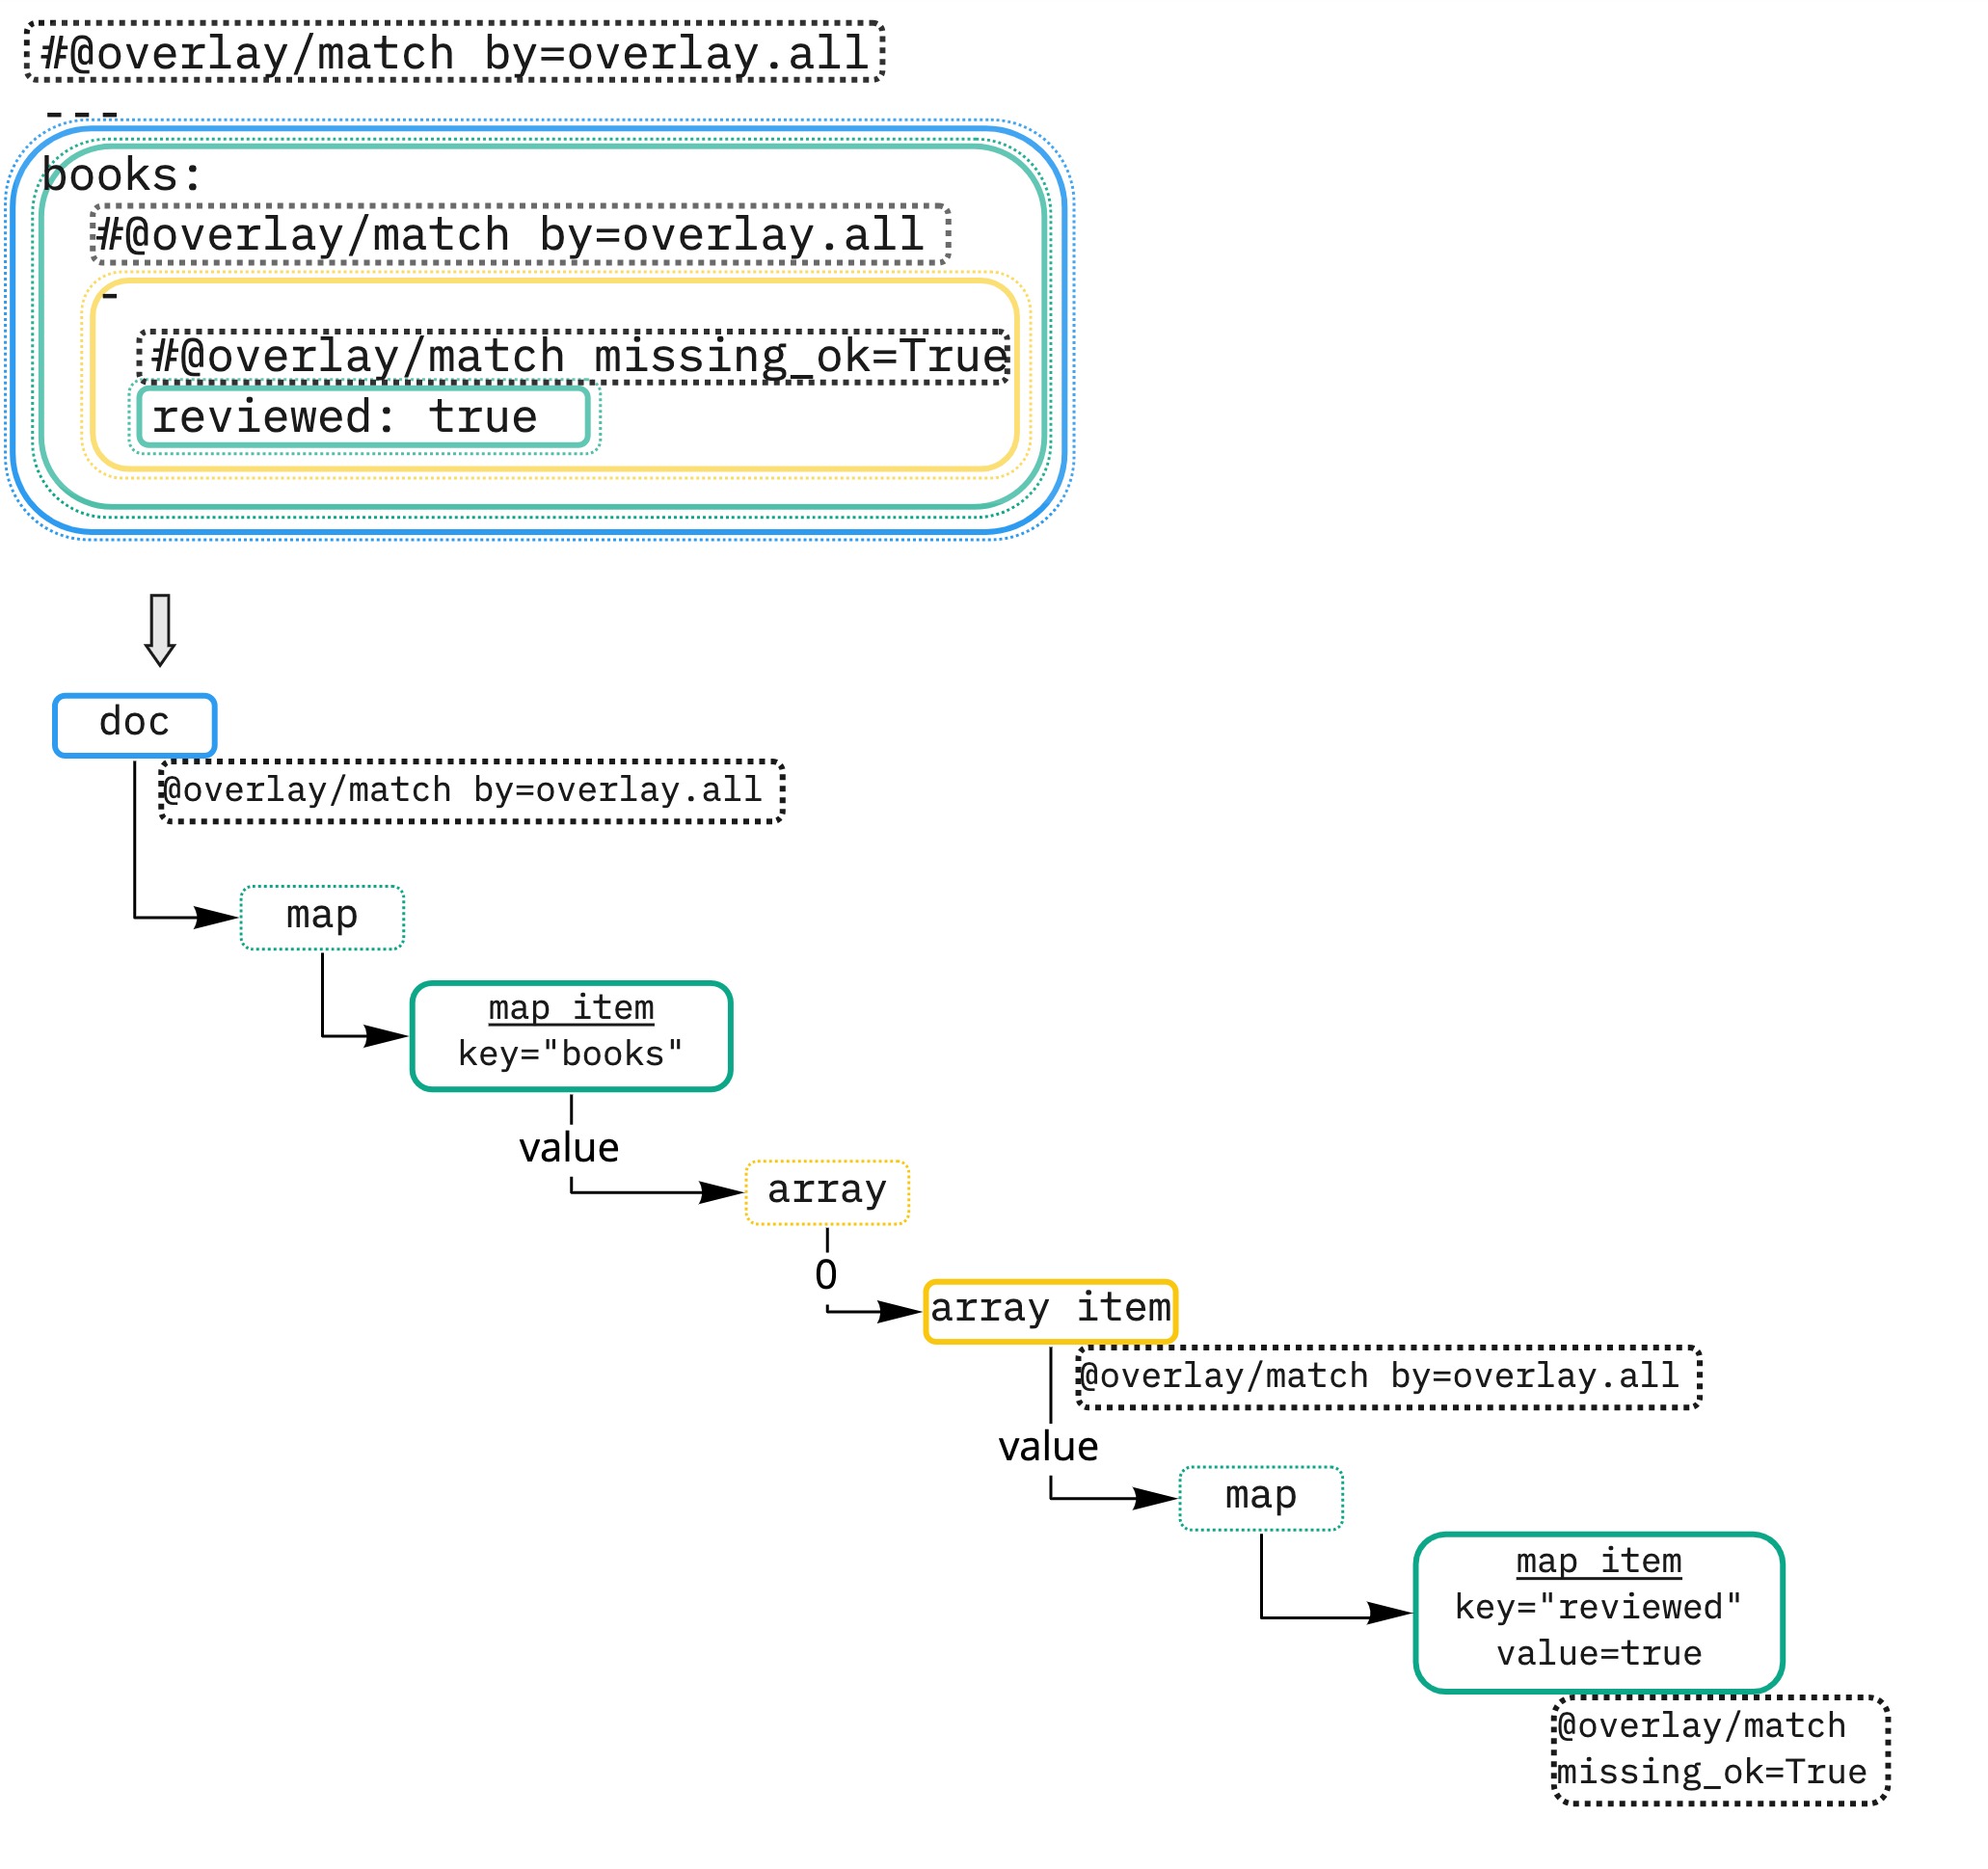 #@overlay/match by=overlay.all
---
books:
#@overlay/match by=overlay.all
-
#@overlay/match missing_ok=True
reviewed: true
doc
@overlay/match by=overlay.all
map
map item
key="books"
value
array
0
array item
@overlay/match by=overlay.all
value
map
map item
key="reviewed"
value=true
@overlay/match
missing_ok=True